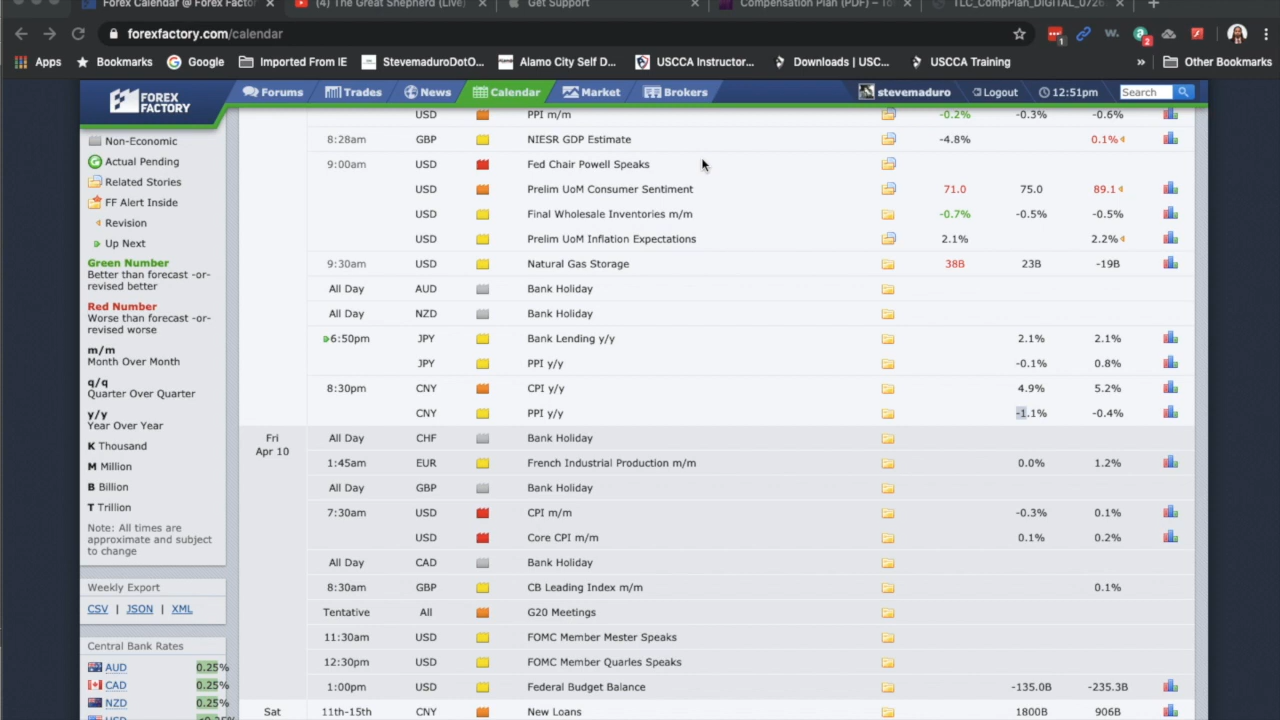 Forex Calendar @ Forex Factor
(4) The Great Shepherd (Live)
Get Support
Compensation Plan (PDF) – To
TLC_CompPlan_DIGITAL_0726
forexfactory.com/calendar
Apps Bookmarks Google Imported From IE StevemaduroDotO... Alamo City Self D... USCCA Instructor... Downloads | USC... USCCA Training » Other Bookmarks
FOREX FACTORY
Forums Trades News Calendar Market Brokers stevemaduro Logout 12:51pm Search
Non-Economic
Actual Pending
Related Stories
FF Alert Inside
Revision
Up Next
Green Number
Better than forecast -or-
revised better
Red Number
Worse than forecast -or-
revised worse
m/m
Month Over Month
q/q
Quarter Over Quarter
y/y
Year Over Year
K Thousand
M Million
B Billion
T Trillion
Note: All times are
approximate and subject
to change
Weekly Export
CSV | JSON | XML
Central Bank Rates
AUD 0.25%
CAD 0.25%
NZD 0.25%
USD PPI m/m -0.2% -0.3% -0.6%
8:28am GBP NIESR GDP Estimate -4.8% 0.1%
9:00am USD Fed Chair Powell Speaks
USD Prelim UoM Consumer Sentiment 71.0 75.0 89.1
USD Final Wholesale Inventories m/m -0.7% -0.5% -0.5%
USD Prelim UoM Inflation Expectations 2.1% 2.2%
9:30am USD Natural Gas Storage 38B 23B -19B
All Day AUD Bank Holiday
All Day NZD Bank Holiday
6:50pm JPY Bank Lending y/y 2.1% 2.1%
JPY PPI y/y -0.1% 0.8%
8:30pm CNY CPI y/y 4.9% 5.2%
CNY PPI y/y -1.1% -0.4%
Fri
Apr 10
All Day CHF Bank Holiday
1:45am EUR French Industrial Production m/m 0.0% 1.2%
All Day GBP Bank Holiday
7:30am USD CPI m/m -0.3% 0.1%
USD Core CPI m/m 0.1% 0.2%
All Day CAD Bank Holiday
8:30am GBP CB Leading Index m/m 0.1%
Tentative All G20 Meetings
11:30am USD FOMC Member Mester Speaks
12:30pm USD FOMC Member Quarles Speaks
1:00pm USD Federal Budget Balance -135.0B -235.3B
Sat 11th-15th CNY New Loans 1800B 906B